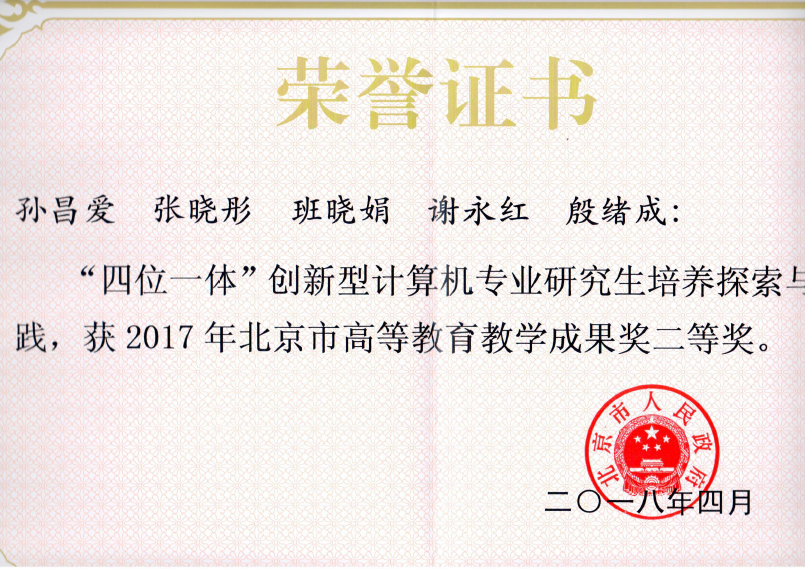 荣誉证书
孙昌爱 张晓彤 班晓娟 谢永红 殷绪成:
“四位一体”创新型计算机专业研究生培养探索与
践，获 2017 年北京市高等教育教学成果奖二等奖。
北京市人民政府
二〇一八年四月